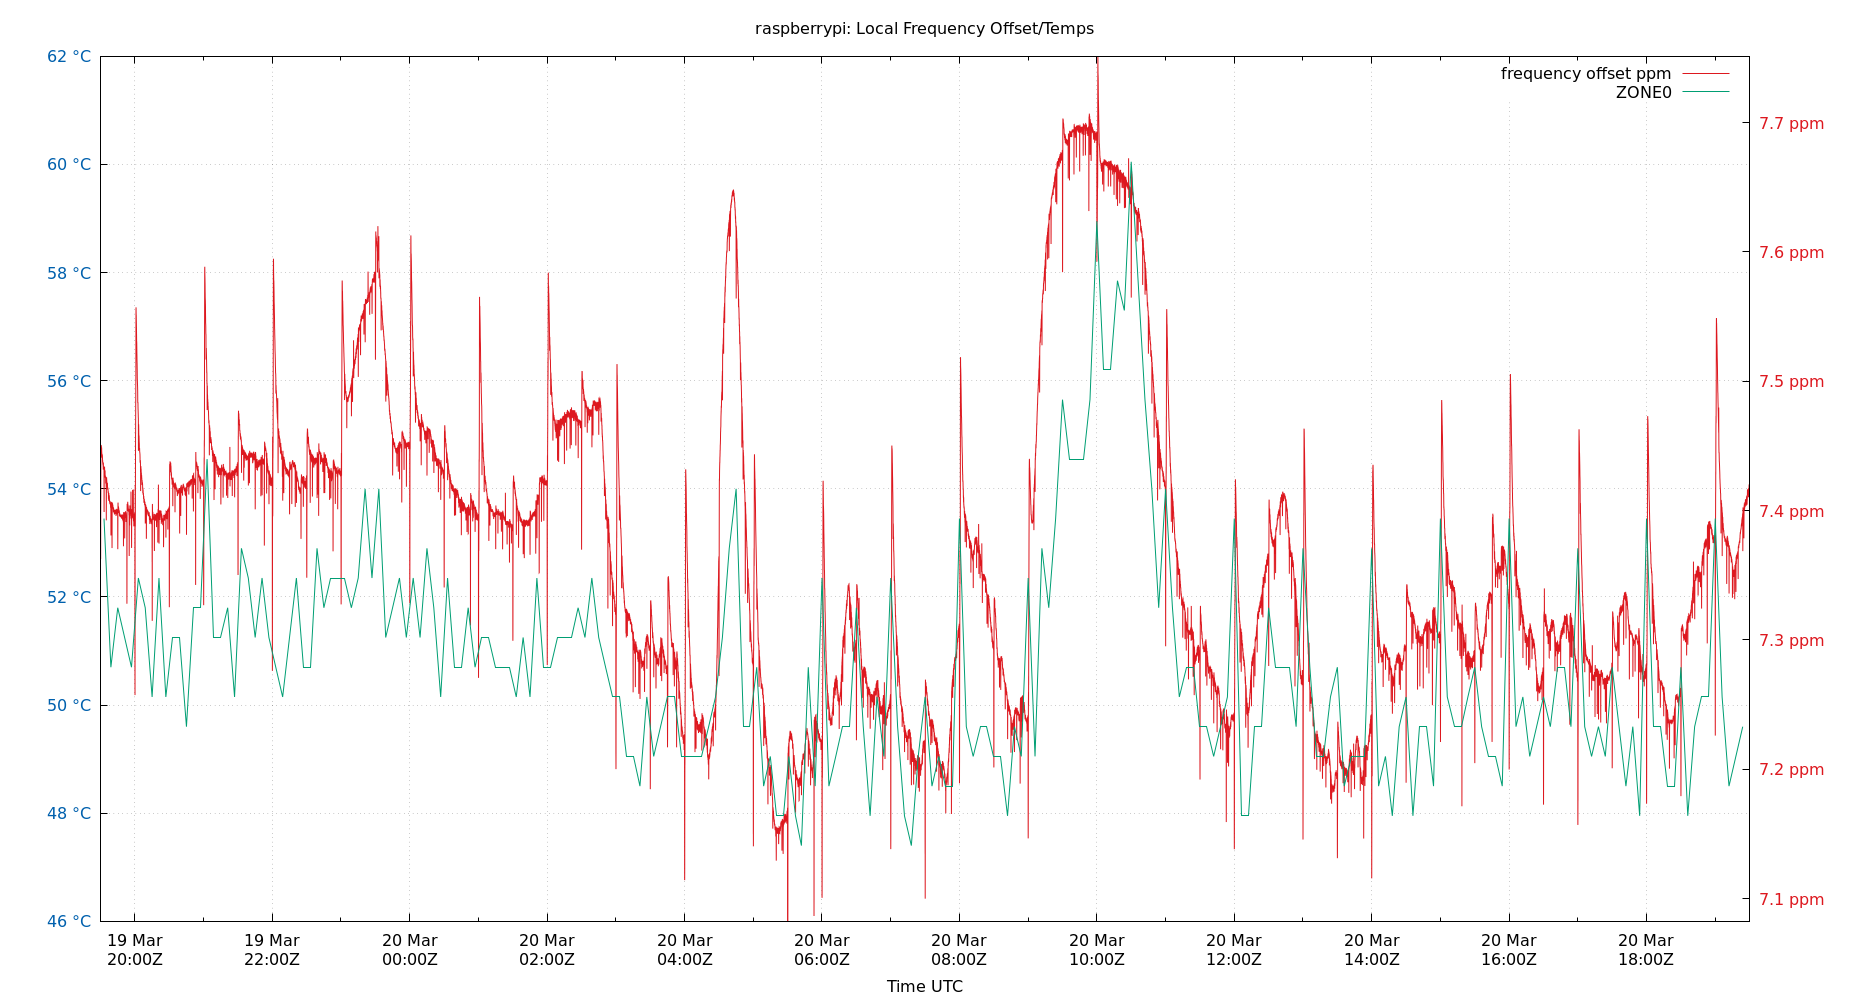 raspberrypi: Local Frequency Offset/Temps
frequency offset ppm
ZONE0
62 °C
60 °C
58 °C
56 °C
54 °C
52 °C
50 °C
48 °C
46 °C
7.7 ppm
7.6 ppm
7.5 ppm
7.4 ppm
7.3 ppm
7.2 ppm
7.1 ppm
19 Mar 19 Mar 20 Mar 20 Mar 20 Mar 20 Mar 20 Mar 20 Mar 20 Mar 20 Mar 20 Mar 20 Mar
20:00Z 22:00Z 00:00Z 02:00Z 04:00Z 06:00Z 08:00Z 10:00Z 12:00Z 14:00Z 16:00Z 18:00Z
Time UTC